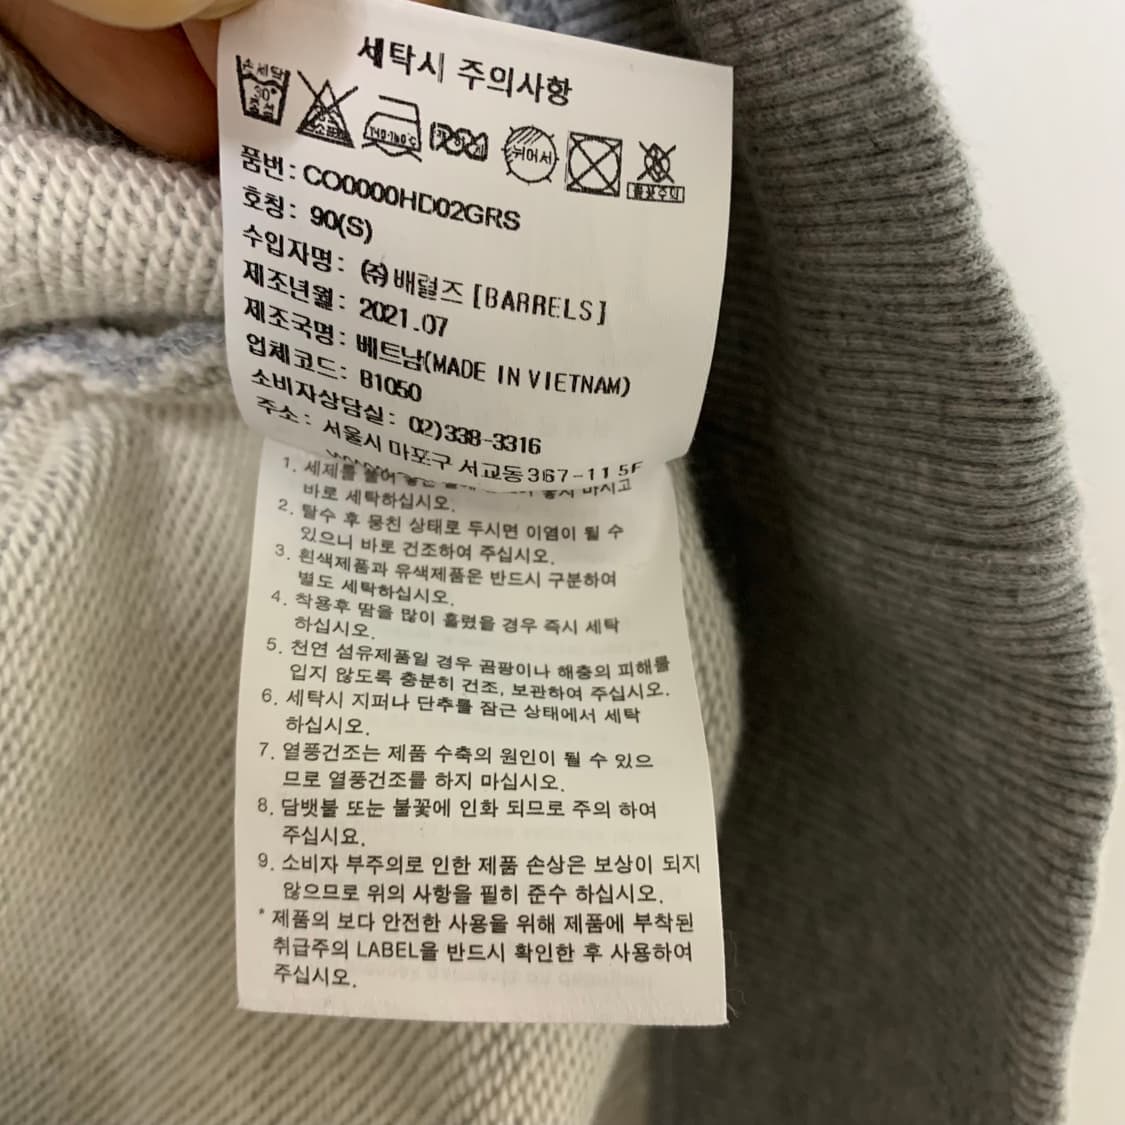 세탁시 주의사항
손세탁
30°
중성
염소표백
140-160℃
뉘어서
불꽃주의
품번: CO0000HD02GRS
호칭: 90(S)
수입자명: ㈜배럴즈 [BARRELS]
제조년월: 2021.07
제조국명: 베트남(MADE IN VIETNAM)
업체코드: B1050
소비자상담실: 02)338-3316
주소: 서울시 마포구 서교동367-11 5F
1. 세제를 풀어 놓은 마시고
바로 세탁하십시오.
2. 탈수 후 뭉친 상태로 두시면 이염이 될 수
있으니 바로 건조하여 주십시오.
3. 흰색제품과 유색제품은 반드시 구분하여
별도 세탁하십시오.
4. 착용후 땀을 많이 흘렸을 경우 즉시 세탁
하십시오.
5. 천연 섬유제품일 경우 곰팡이나 해충의 피해를
입지 않도록 충분히 건조, 보관하여 주십시오.
6. 세탁시 지퍼나 단추를 잠근 상태에서 세탁
하십시오.
7. 열풍건조는 제품 수축의 원인이 될 수 있으
므로 열풍건조를 하지 마십시오.
8. 담뱃불 또는 불꽃에 인화 되므로 주의 하여
주십시요.
9. 소비자 부주의로 인한 제품 손상은 보상이 되지
않으므로 위의 사항을 필히 준수 하십시오.
* 제품의 보다 안전한 사용을 위해 제품에 부착된
취급주의 LABEL을 반드시 확인한 후 사용하여
주십시오.